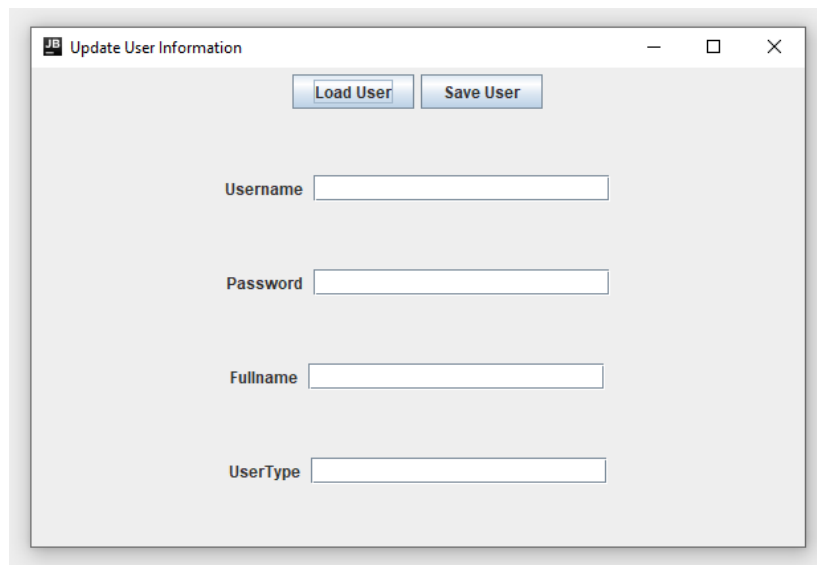 JB Update User Information
Load User Save User
Username
Password
Fullname
UserType